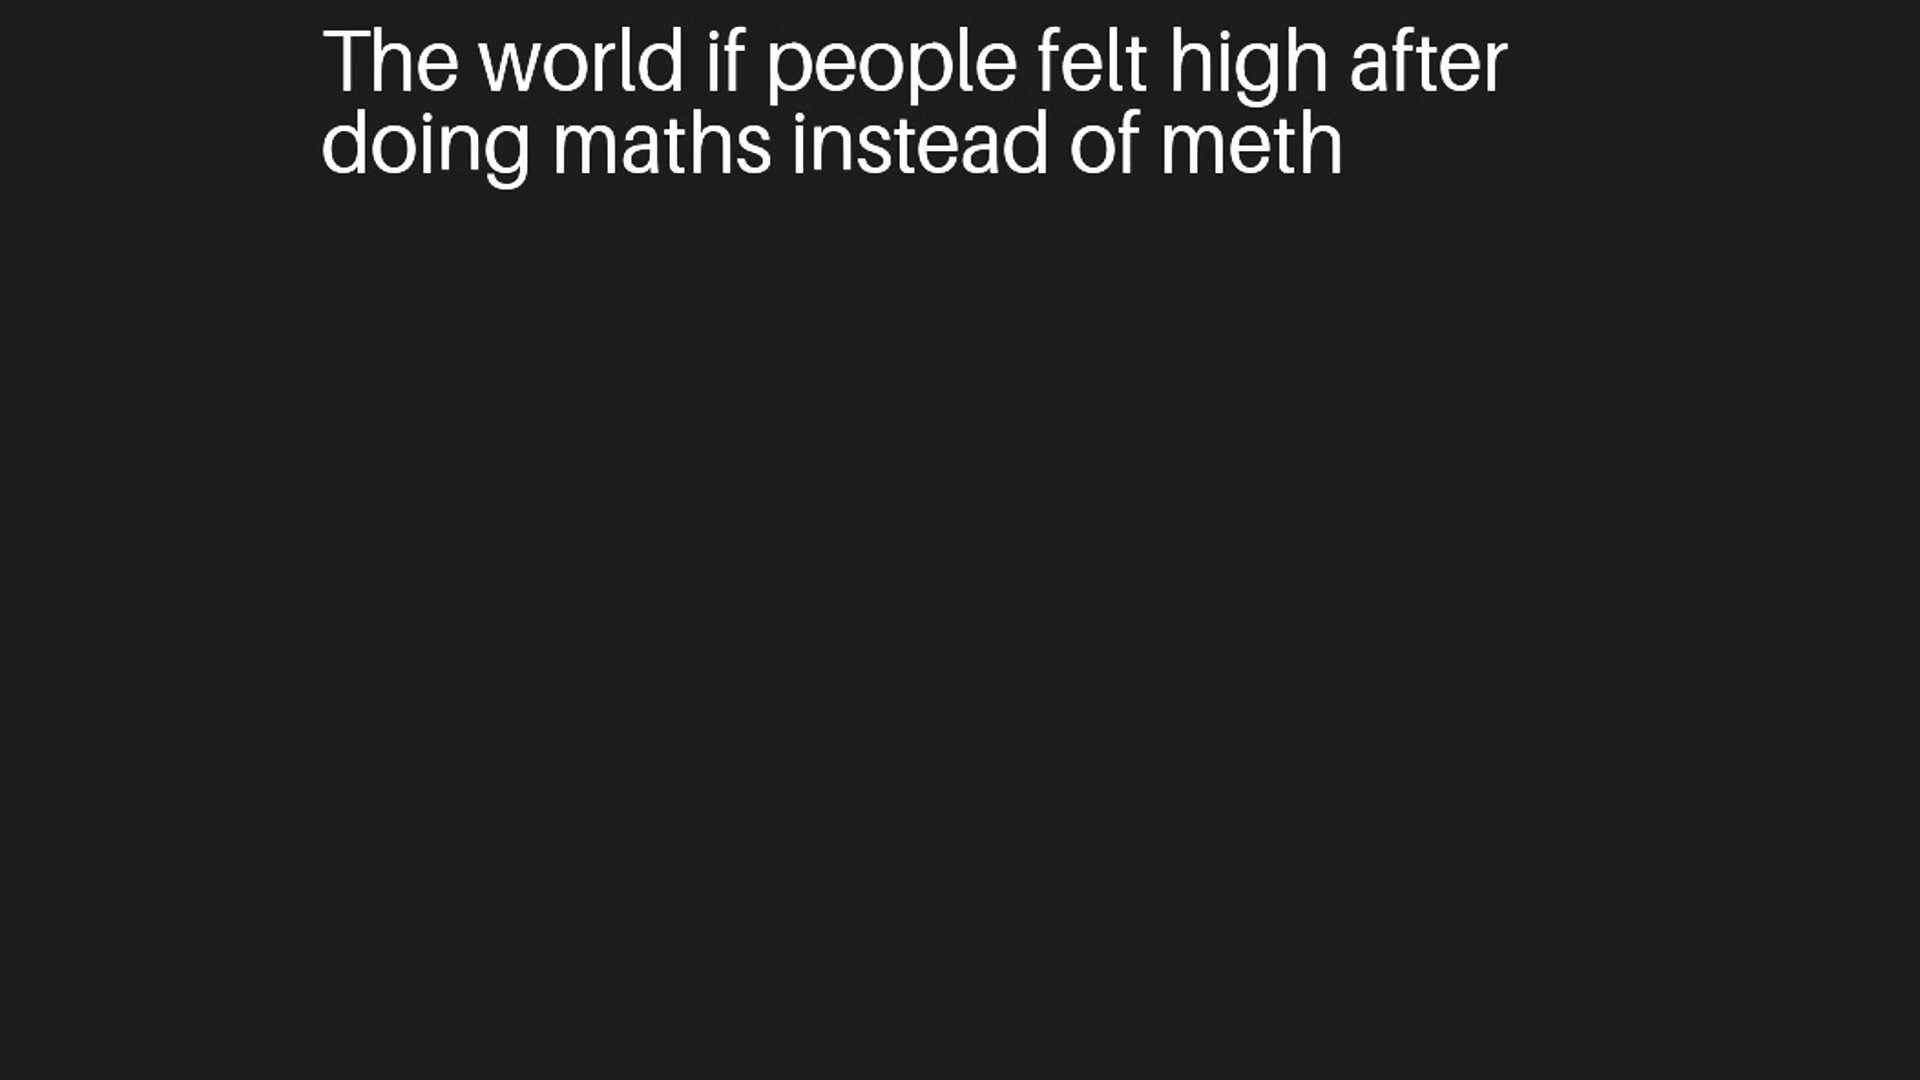 The world if people felt high after
doing maths instead of meth